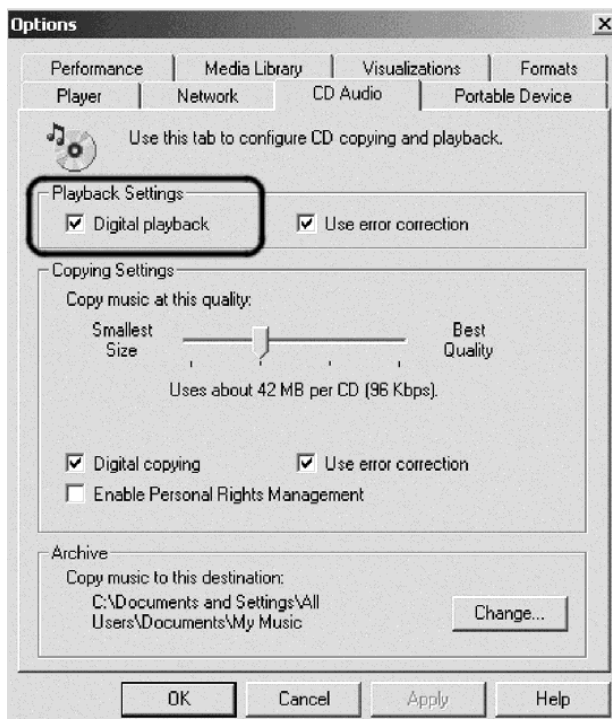 Options
Performance Media Library Visualizations Formats
Player Network CD Audio Portable Device
Use this tab to configure CD copying and playback.
Playback Settings
Digital playback Use error correction
Copying Settings
Copy music at this quality:
Smallest Size Best Quality
Uses about 42 MB per CD (96 Kbps).
Digital copying Use error correction
Enable Personal Rights Management
Archive
Copy music to this destination:
C:\Documents and Settings\All
Users\Documents\My Music
Change...
OK Cancel Apply Help